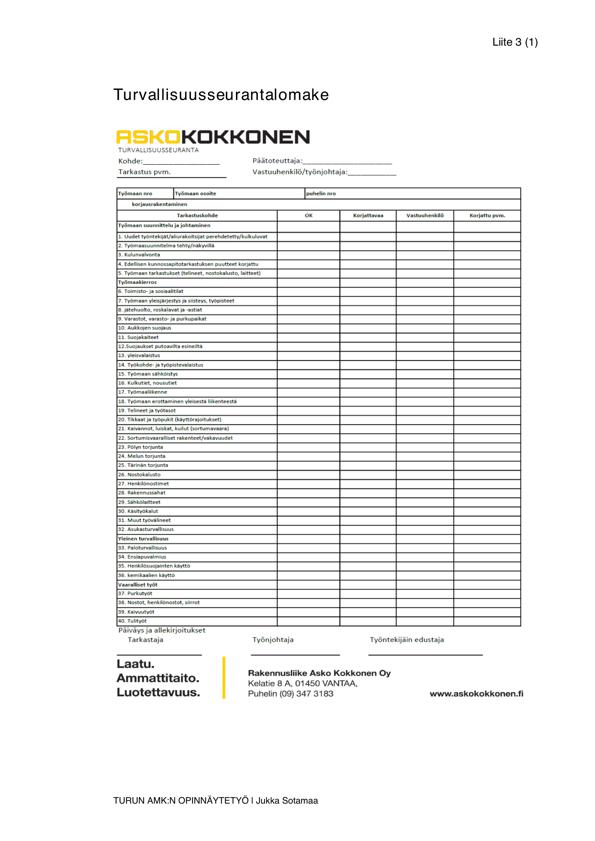 Liite 3 (1)
Turvallisuusseurantalomake
ASKOKOKKONEN
TURVALLISUUSSEURANTA
Kohde:____________________ Päätoteuttaja:_______________________
Tarkastus pvm. Vastuuhenkilö/työnjohtaja:____________
Työmaan nro Työmaan osoite puhelin nro
korjausrakentaminen
Tarkastuskohde OK Korjattavaa Vastuuhenkilö Korjattu pvm.
Työmaan suunnittelu ja johtaminen
1. Uudet työntekijät/aliurakoitsijat perehdytetty/kulkuluvat
2. Työmaasuunnitelma tehty/näkyvillä
3. Kulunvalvonta
4. Edellisen kunnossapitotarkastuksen puutteet korjattu
5. Työmaan tarkastukset (telineet, nostokalusto, laitteet)
Työmaakierros
6. Toimisto- ja sosiaalitilat
7. Työmaan yleisjärjestys ja siisteys, työpisteet
8. jätehuolto, roskalavat ja -astiat
9. Varastot, varasto- ja purkupaikat
10. Aukkojen suojaus
11. Suojakaiteet
12.Suojaukset putoavilta esineiltä
13. yleisvalaistus
14. Työkohde- ja työpistevalaistus
15. Työmaan sähköistys
16. Kulkutiet, nousutiet
17. Työmaaliikenne
18. Työmaan erottaminen yleisestä liikenteestä
19. Telineet ja työtasot
20. Tikkaat ja työpukit (käyttörajoitukset)
21. Kaivannot, luiskat, kuilut (sortumavaara)
22. Sortumisvaaralliset rakenteet/vakavuudet
23. Pölyn torjunta
24. Melun torjunta
25. Tärinän torjunta
26. Nostokalusto
27. Henkilönostimet
28. Rakennussahat
29. Sähkölaitteet
30. Käsityökalut
31. Muut työvälineet
32. Asukasturvallisuus
Yleinen turvallisuus
33. Paloturvallisuus
34. Ensiapuvalmius
35. Henkilösuojainten käyttö
36. kemikaalien käyttö
Vaaralliset työt
37. Purkutyöt
38. Nostot, henkilönostot, siirrot
39. Kaivuutyöt
40. Tulityöt
Päiväys ja allekirjoitukset
Tarkastaja Työnjohtaja Työntekijäin edustaja
Laatu.
Ammattitaito.
Luotettavuus.
Rakennusliike Asko Kokkonen Oy
Kelatie 8 A, 01450 VANTAA,
Puhelin (09) 347 3183 www.askokokkonen.fi
TURUN AMK:N OPINNÄYTETYÖ | Jukka Sotamaa